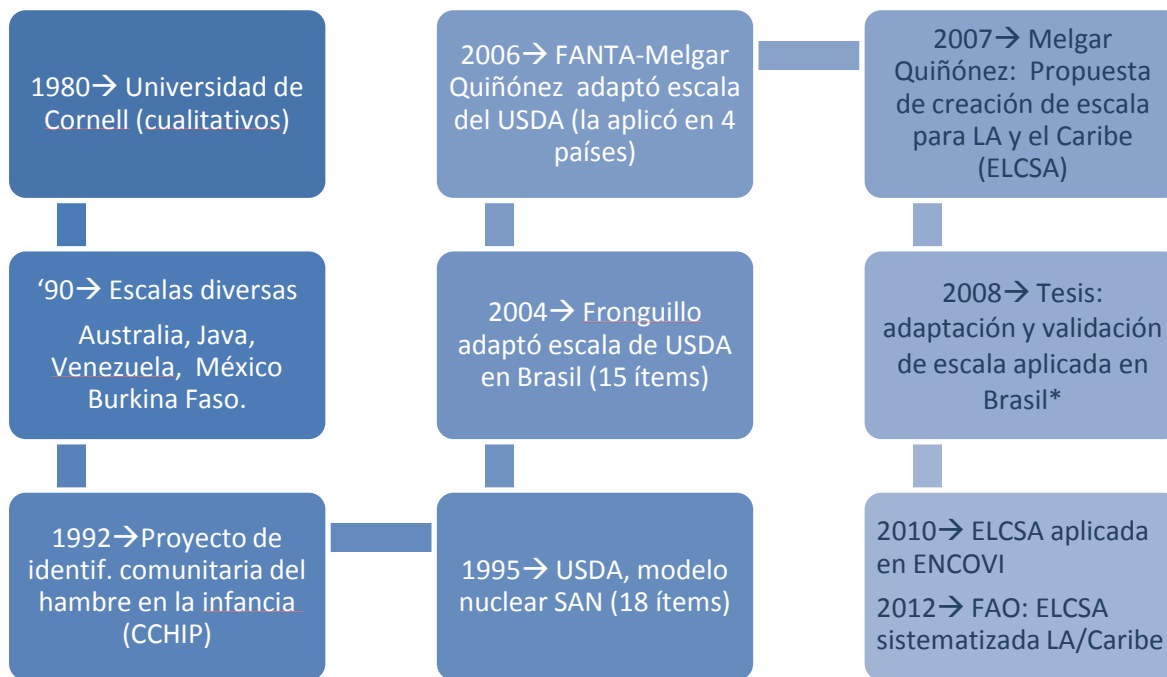 1980→ Universidad de
Cornell (cualitativos)
‘90→ Escalas diversas
Australia, Java,
Venezuela, México
Burkina Faso.
1992→Proyecto de
identif. comunitaria del
hambre en la infancia
(CCHIP)
1995→ USDA, modelo
nuclear SAN (18 ítems)
2004→ Fronguillo
adaptó escala de USDA
en Brasil (15 ítems)
2006→ FANTA-Melgar
Quiñónez adaptó escala
del USDA (la aplicó en 4
países)
2007→ Melgar
Quiñónez: Propuesta
de creación de escala
para LA y el Caribe
(ELCSA)
2008→ Tesis:
adaptación y validación
de escala aplicada en
Brasil*
2010→ ELCSA aplicada
en ENCOVI
2012→ FAO: ELCSA
sistematizada LA/Caribe